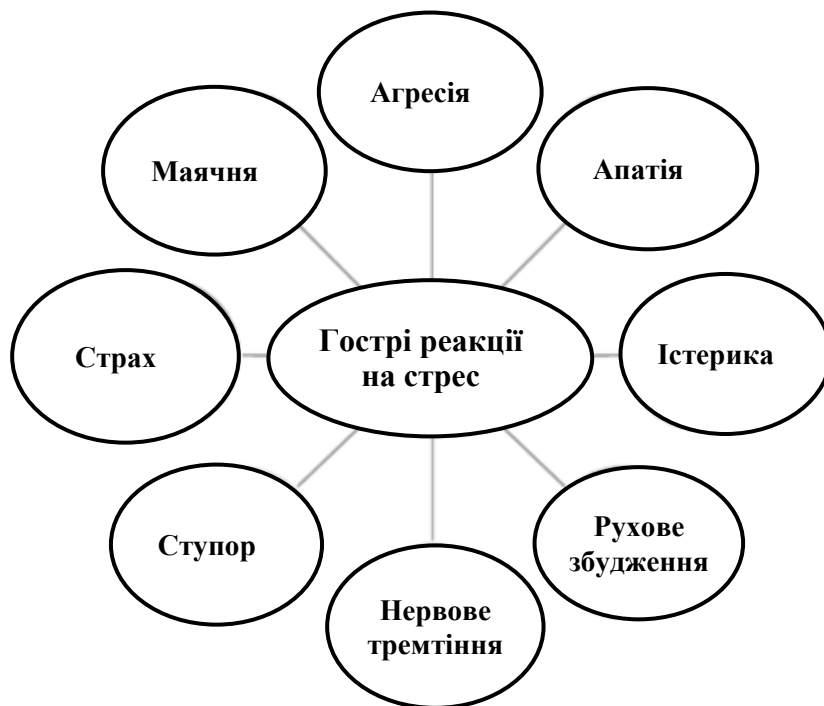 Агресія
Маячня
Апатія
Страх
Гострі реакції
на стрес
Істерика
Ступор
Рухове
збудження
Нервове
тремтіння